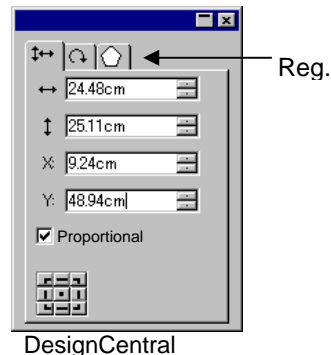 Reg.
24.48cm
25.11cm
X: 9.24cm
Y: 48.94cm
Proportional
DesignCentral